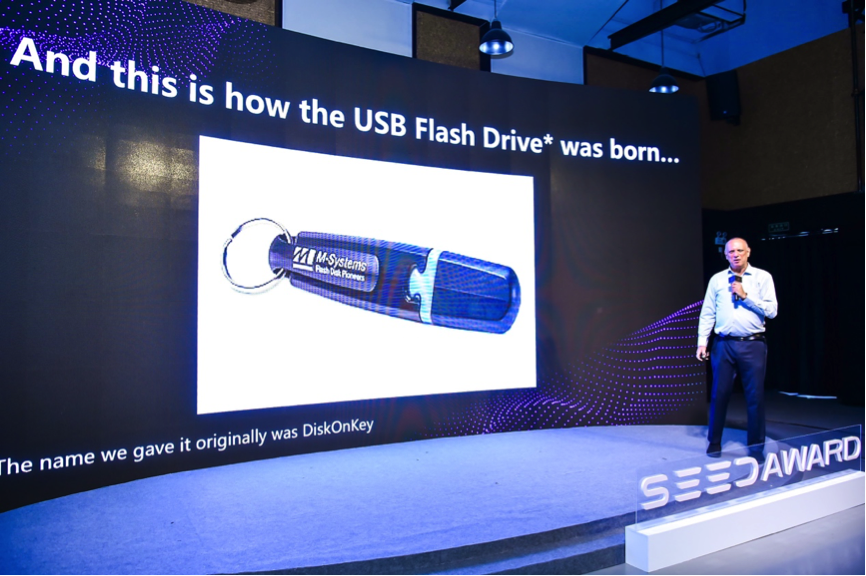 And this is how the USB Flash Drive* was born...
M-Systems
Flash Disk Pioneers
The name we gave it originally was DiskOnKey
SEEDAWARD